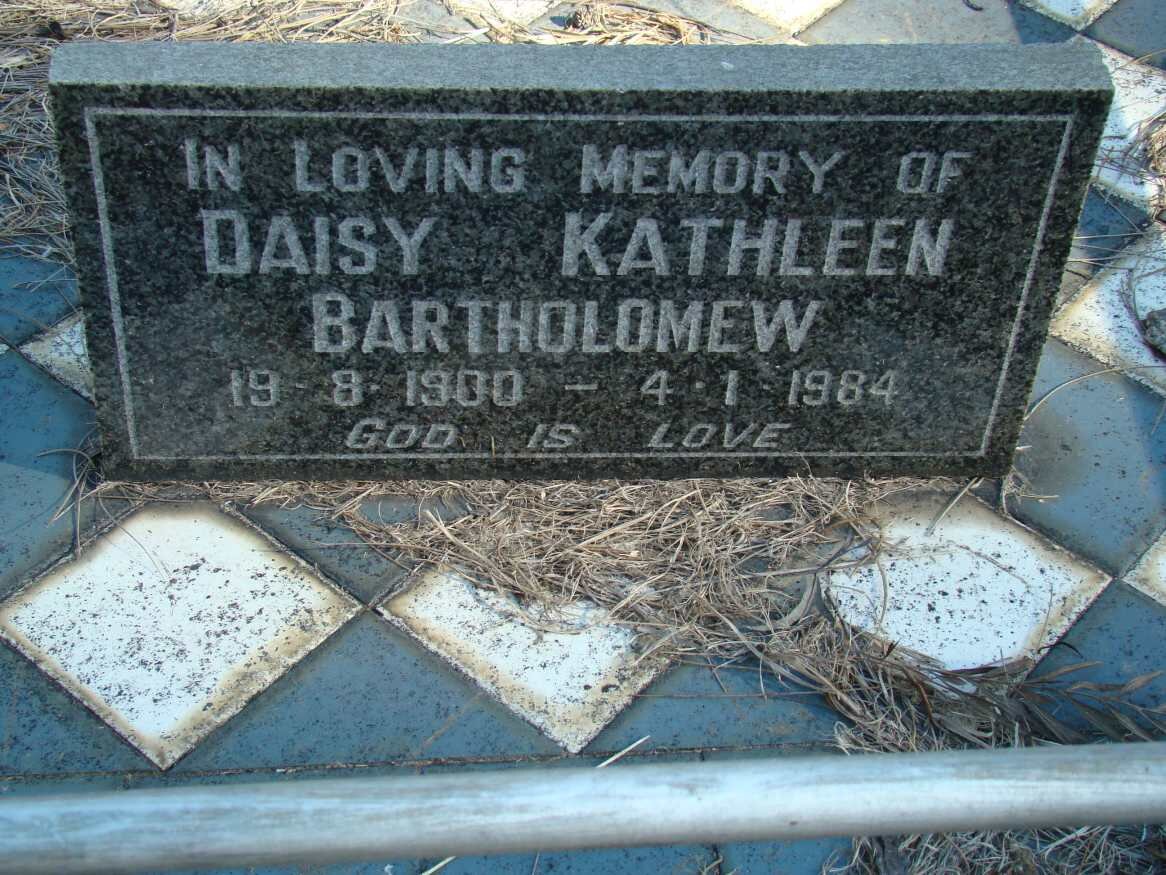 In Loving Memory of
Daisy Kathleen
Bartholomew
19·8·1900 – 4·1·1984
God is Love